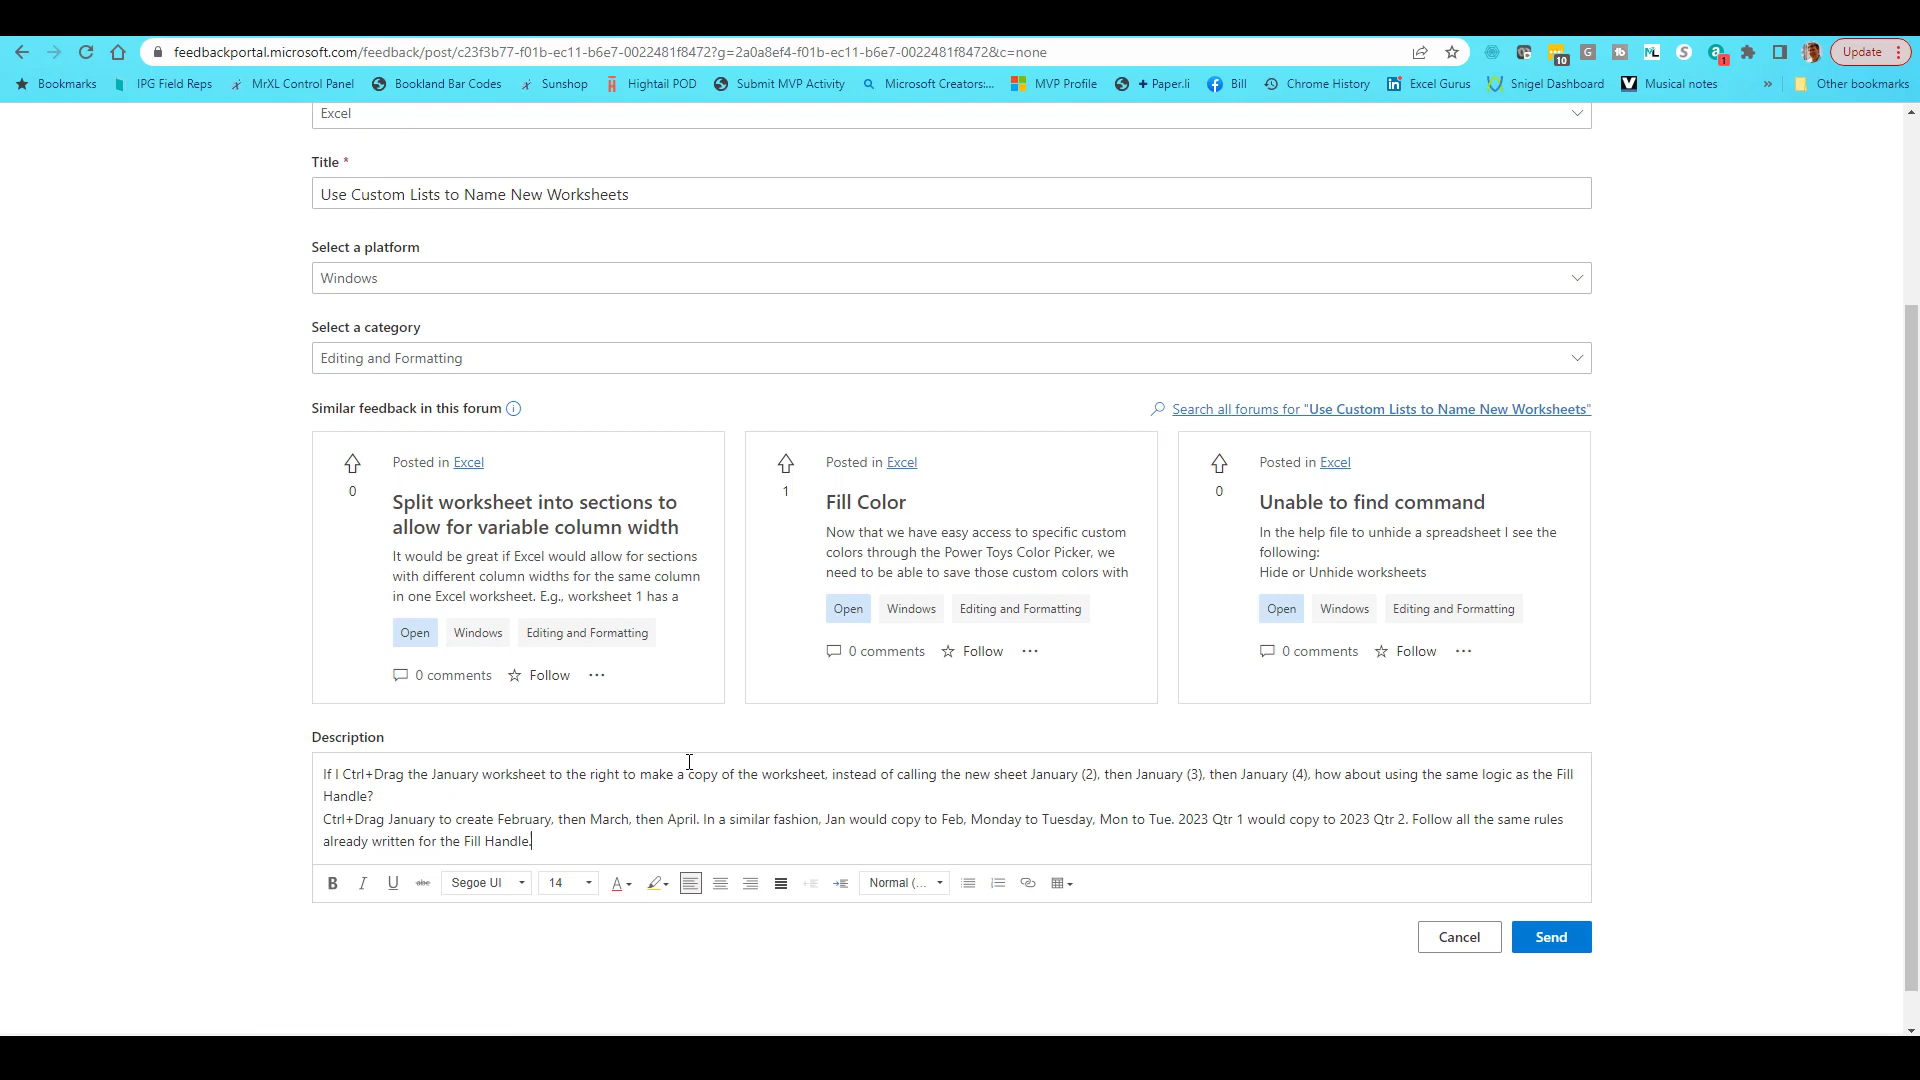 feedbackportal.microsoft.com/feedback/post/c23f3b77-f01b-ec11-b6e7-0022481f8472?g=2a0a8ef4-f01b-ec11-b6e7-0022481f8472&c=none
10
G
tb
ML
S
a
1
Update
Bookmarks
IPG Field Reps
MrXL Control Panel
Bookland Bar Codes
Sunshop
Hightail POD
Submit MVP Activity
Microsoft Creators:...
MVP Profile
+ Paper.li
Bill
Chrome History
Excel Gurus
Snigel Dashboard
Musical notes
»
Other bookmarks
Excel
Title *
Use Custom Lists to Name New Worksheets
Select a platform
Windows
Select a category
Editing and Formatting
Similar feedback in this forum
Search all forums for "Use Custom Lists to Name New Worksheets"
0
Posted in Excel
Split worksheet into sections to
allow for variable column width
It would be great if Excel would allow for sections
with different column widths for the same column
in one Excel worksheet. E.g., worksheet 1 has a
Open Windows Editing and Formatting
0 comments Follow ...
1
Posted in Excel
Fill Color
Now that we have easy access to specific custom
colors through the Power Toys Color Picker, we
need to be able to save those custom colors with
Open Windows Editing and Formatting
0 comments Follow ...
0
Posted in Excel
Unable to find command
In the help file to unhide a spreadsheet I see the
following:
Hide or Unhide worksheets
Open Windows Editing and Formatting
0 comments Follow ...
Description
If I Ctrl+Drag the January worksheet to the right to make a copy of the worksheet, instead of calling the new sheet January (2), then January (3), then January (4), how about using the same logic as the Fill
Handle?
Ctrl+Drag January to create February, then March, then April. In a similar fashion, Jan would copy to Feb, Monday to Tuesday, Mon to Tue. 2023 Qtr 1 would copy to 2023 Qtr 2. Follow all the same rules
already written for the Fill Handle.
B I U abc Segoe UI 14 A Normal (...
Cancel Send